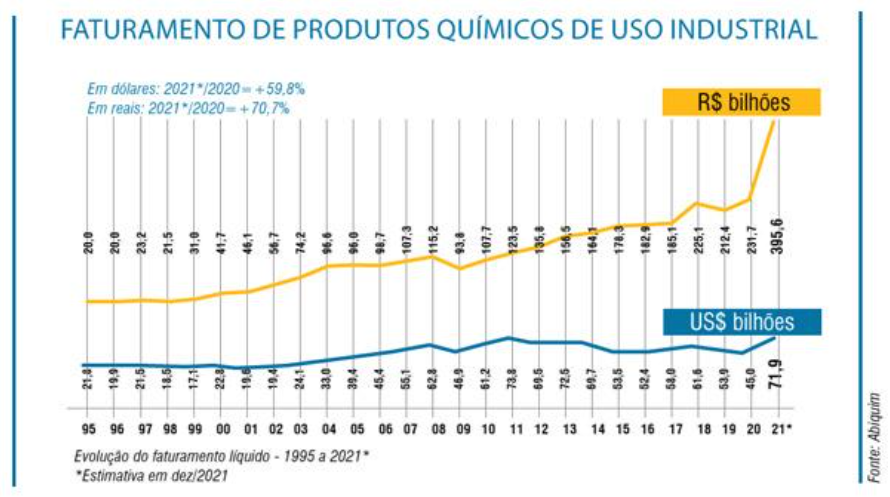 FATURAMENTO DE PRODUTOS QUÍMICOS DE USO INDUSTRIAL
Em dólares: 2021*/2020= +59,8%
Em reais: 2021*/2020= +70,7%
R$ bilhões
20,0 20,0 23,2 21,5 31,0 41,7 46,1 56,7 74,2 96,6 96,0 98,7 107,3 115,2 93,8 107,7 123,5 135,8 156,5 164,1 178,3 182,9 185,1 225,1 212,4 231,7 395,6
US$ bilhões
21,8 19,9 21,5 18,5 17,1 22,8 19,6 19,4 24,1 33,0 39,4 45,4 55,1 62,8 46,9 61,2 73,8 69,5 72,5 69,7 53,5 52,4 58,0 61,6 53,9 45,0 71,9
95 96 97 98 99 00 01 02 03 04 05 06 07 08 09 10 11 12 13 14 15 16 17 18 19 20 21*
Evolução do faturamento líquido - 1995 a 2021*
*Estimativa em dez/2021
Fonte: Abiquim